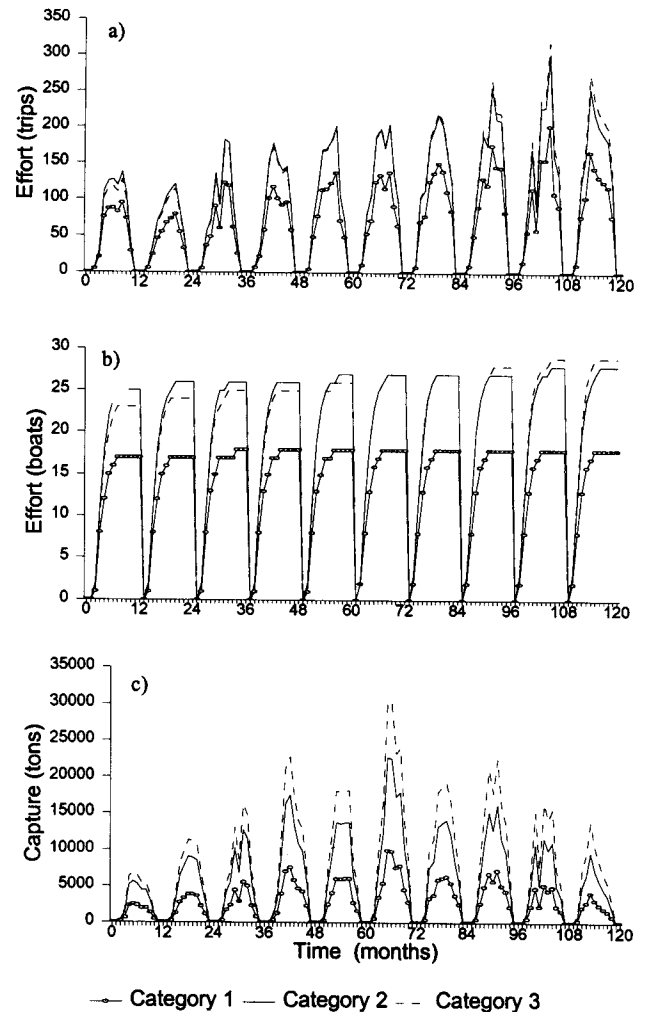 a)
Effort (trips)
350
300
250
200
150
100
50
0
0 12 24 36 48 60 72 84 96 108 120
b)
Effort (boats)
30
25
20
15
10
5
0
0 12 24 36 48 60 72 84 96 108 120
c)
Capture (tons)
35000
30000
25000
20000
15000
10000
5000
0
0 12 24 36 48 60 72 84 96 108 120
Time (months)
Category 1 Category 2 Category 3